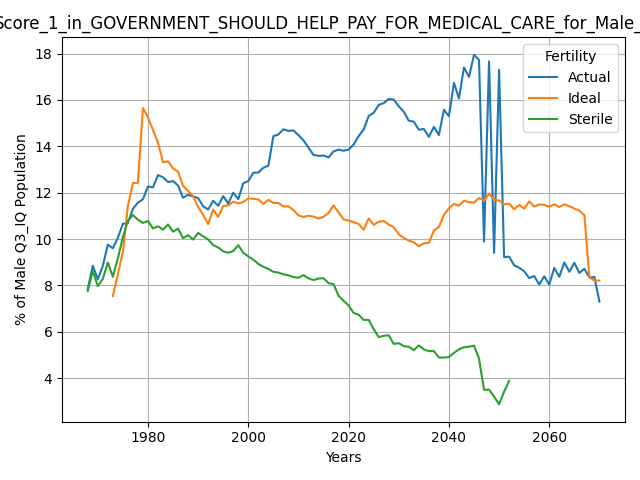 Score_1_in_GOVERNMENT_SHOULD_HELP_PAY_FOR_MEDICAL_CARE_for_Male_
18
16
14
12
10
8
6
4
% of Male Q3_IQ Population
Fertility
Actual
Ideal
Sterile
1980
2000
2020
2040
2060
Years